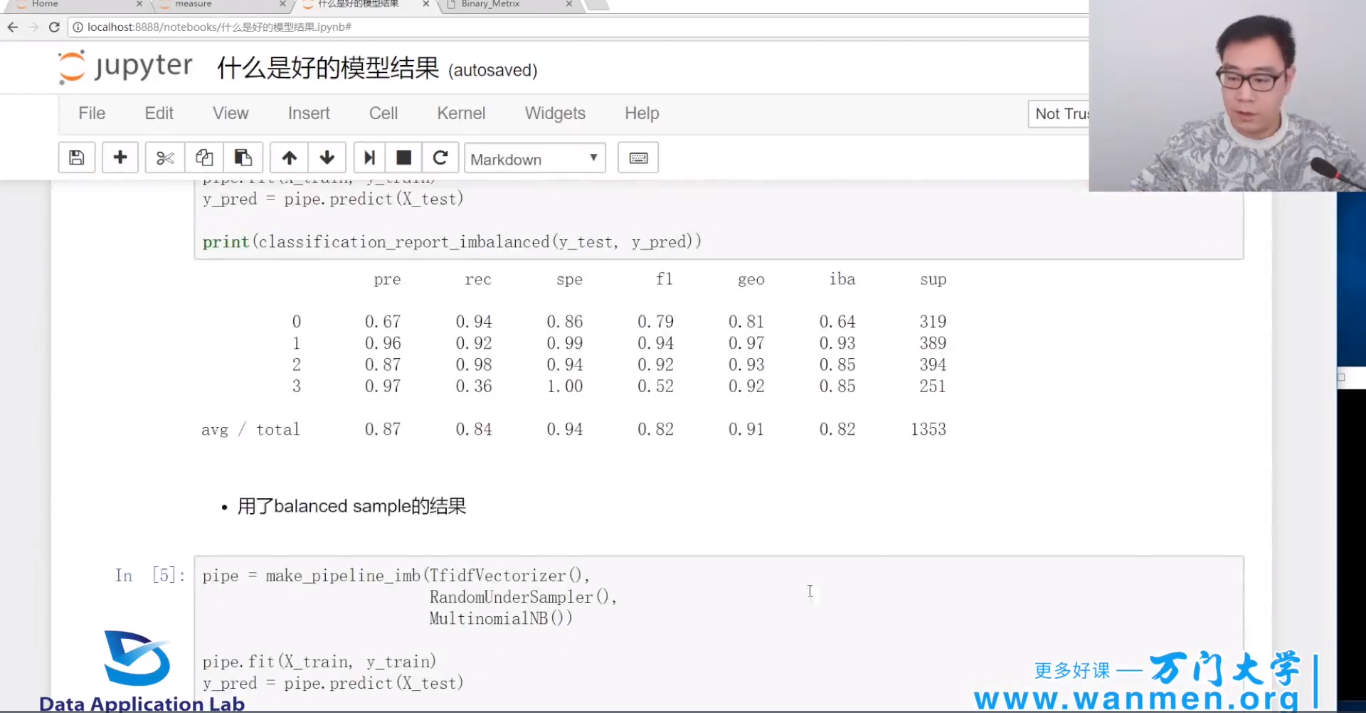 Home
measure
什么是好的模型结果
Binary_Metrix
localhost:8888/notebooks/什么是好的模型结果.ipynb#
jupyter 什么是好的模型结果 (autosaved)
File Edit View Insert Cell Kernel Widgets Help
Not Tru
Markdown
pipe.fit(X_train, y_train)
y_pred = pipe.predict(X_test)
print(classification_report_imbalanced(y_test, y_pred))
pre rec spe f1 geo iba sup
0 0.67 0.94 0.86 0.79 0.81 0.64 319
1 0.96 0.92 0.99 0.94 0.97 0.93 389
2 0.87 0.98 0.94 0.92 0.93 0.85 394
3 0.97 0.36 1.00 0.52 0.92 0.85 251
avg / total 0.87 0.84 0.94 0.82 0.91 0.82 1353
• 用了balanced sample的结果
In [5]: pipe = make_pipeline_imb(TfidfVectorizer(),
RandomUnderSampler(),
MultinomialNB())
pipe.fit(X_train, y_train)
y_pred = pipe.predict(X_test)
Data Application Lab
更多好课 — 万门大学
www.wanmen.org